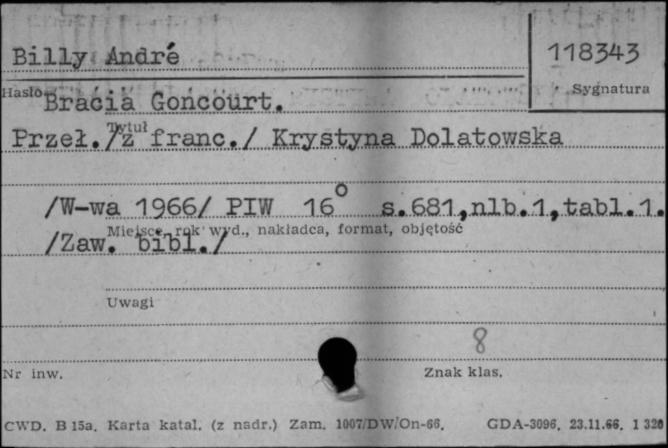 Billy André
118343
Hasło
Sygnatura
Bracia Goncourt.
Tytuł
Przeł./z franc./ Krystyna Dolatowska
/W-wa 1966/ PIW 16° s.681,nlb.1,tabl.1.
Miejsce, rok wyd., nakładca, format, objętość
/Zaw. bibl./
Uwagi
8
Nr inw.
Znak klas.
CWD. B 15a. Karta katal. (z nadr.) Zam. 1007/DW/On-66. GDA-3096. 23.11.66. 1 320